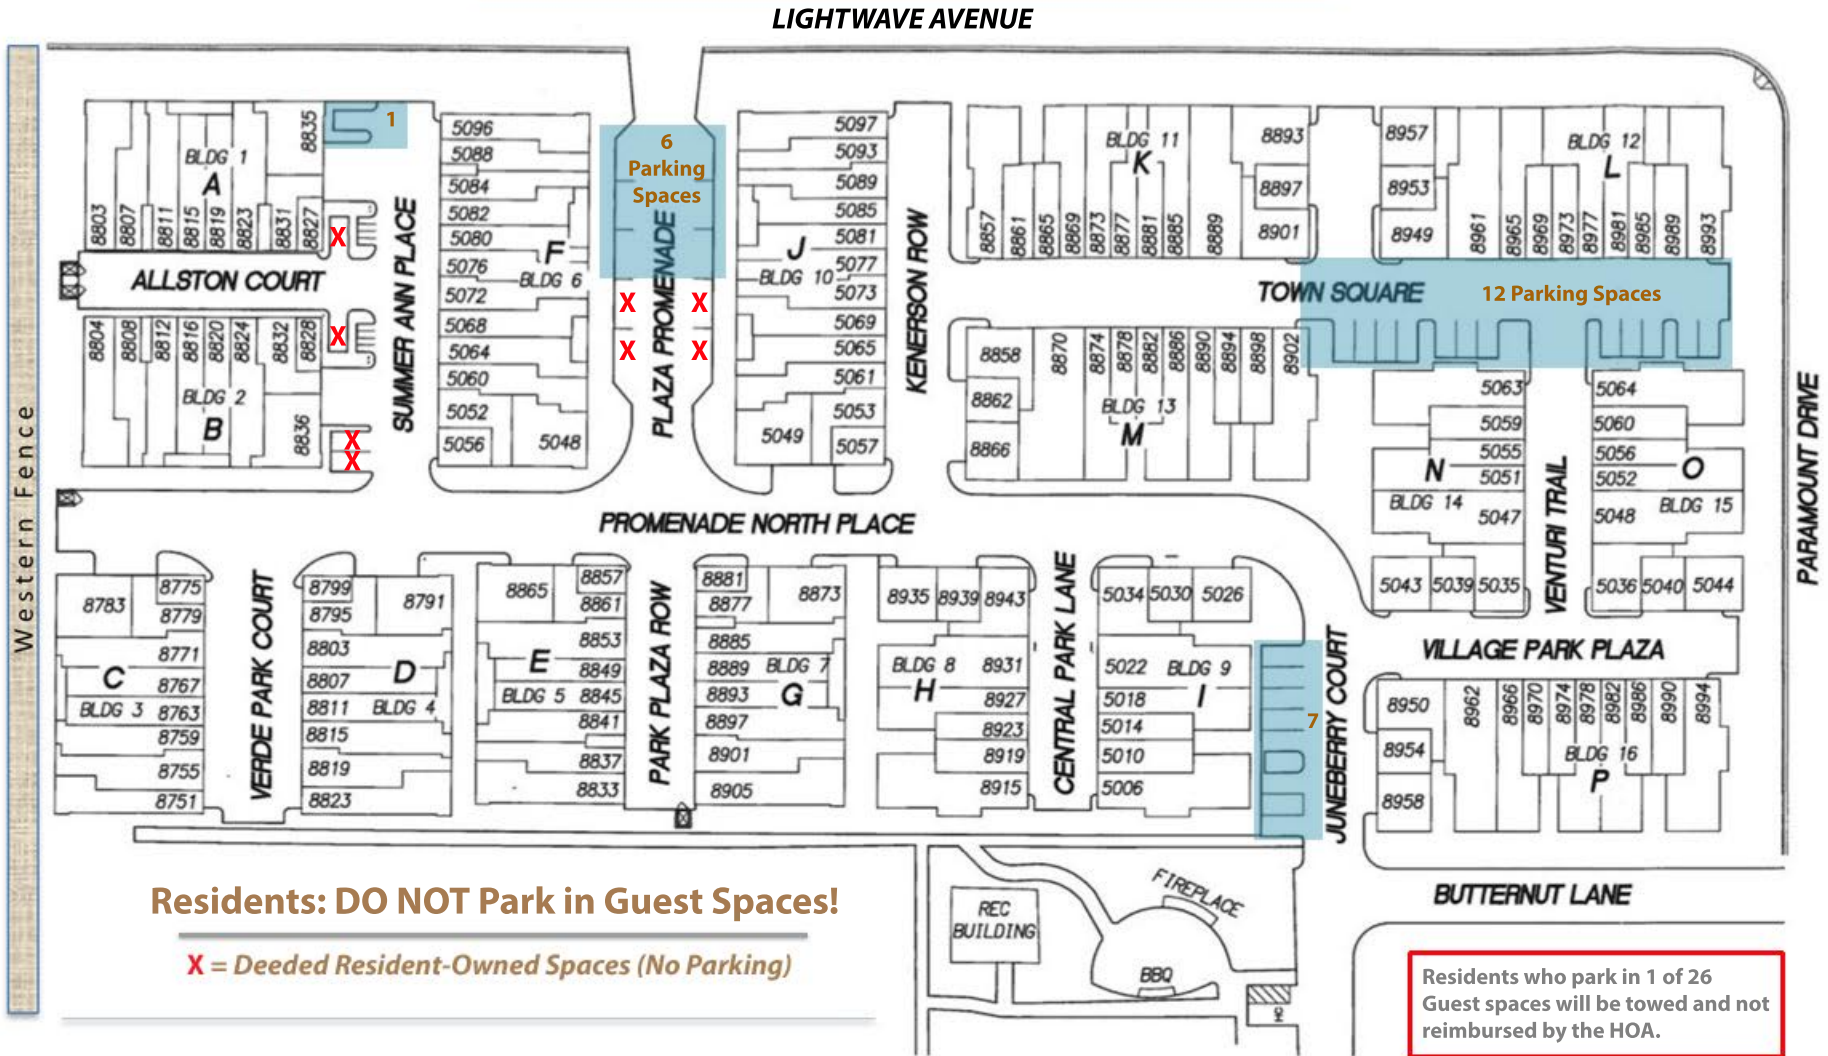 LIGHTWAVE AVENUE
Western Fence
8803
8807
8811
8815
8819
8823
8831
8827
8835
BLDG 1
A
1
X
ALLSTON COURT
8804
8808
8812
8816
8820
8824
8832
8828
8836
BLDG 2
B
X
X
X
SUMMER ANN PLACE
5096
5088
5084
5082
5080
5076
5072
5068
5064
5060
5052
5056
5048
F
BLDG 6
6
Parking
Spaces
PLAZA PROMENADE
X X
X X
5097
5093
5089
5085
5081
5077
5073
5069
5065
5061
5053
5057
5049
J
BLDG 10
KENERSON ROW
BLDG 11
K
8857
8861
8865
8869
8873
8877
8881
8885
8889
8893
8897
8901
8957
8953
8949
BLDG 12
L
8961
8965
8969
8973
8977
8981
8985
8989
8993
TOWN SQUARE
12 Parking Spaces
8858
8862
8866
8870
8874
8878
8882
8886
8890
8894
8898
8902
BLDG 13
M
5063
5059
5055
5051
5047
5043
5039
5035
N
BLDG 14
VENTURI TRAIL
5064
5060
5056
5052
5048
5036
5040
5044
O
BLDG 15
PARAMOUNT DRIVE
PROMENADE NORTH PLACE
8783
8775
8779
8771
8767
8763
8759
8755
8751
C
BLDG 3
VERDE PARK COURT
8799
8795
8791
8803
8807
8811
8815
8819
8823
D
BLDG 4
8865
8857
8861
8853
8849
8845
8841
8837
8833
E
BLDG 5
PARK PLAZA ROW
8881
8877
8873
8885
8889
8893
8897
8901
8905
BLDG 7
G
8935
8939
8943
8931
8927
8923
8919
8915
BLDG 8
H
CENTRAL PARK LANE
5034
5030
5026
5022
5018
5014
5010
5006
BLDG 9
I
7
JUNEBERRY COURT
VILLAGE PARK PLAZA
8950
8954
8958
8962
8966
8970
8974
8978
8982
8986
8990
8994
BLDG 16
P
BUTTERNUT LANE
REC
BUILDING
FIREPLACE
BBQ
HC
Residents: DO NOT Park in Guest Spaces!
X = Deeded Resident-Owned Spaces (No Parking)
Residents who park in 1 of 26
Guest spaces will be towed and not
reimbursed by the HOA.